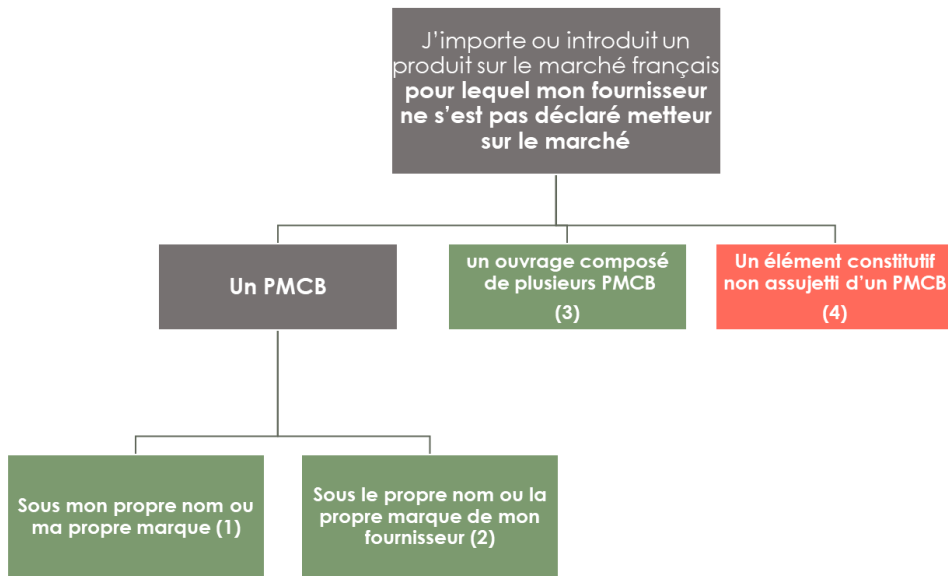 J’importe ou introduit un
produit sur le marché français
pour lequel mon fournisseur
ne s’est pas déclaré metteur
sur le marché
Un PMCB
un ouvrage composé
de plusieurs PMCB
(3)
Un élément constitutif
non assujetti d’un PMCB
(4)
Sous mon propre nom ou
ma propre marque (1)
Sous le propre nom ou la
propre marque de mon
fournisseur (2)